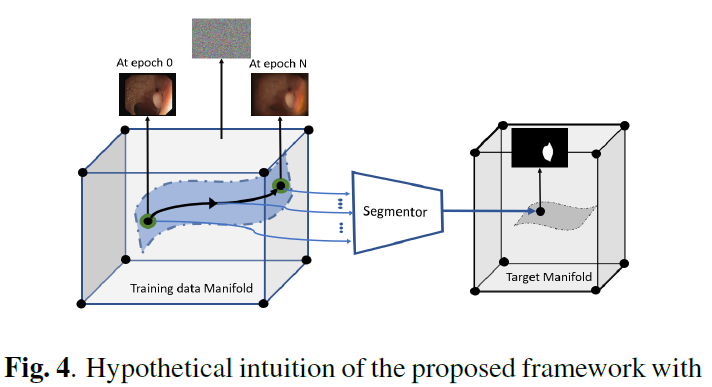 At epoch 0
At epoch N
Segmentor
Training data Manifold
Target Manifold
Fig. 4. Hypothetical intuition of the proposed framework with